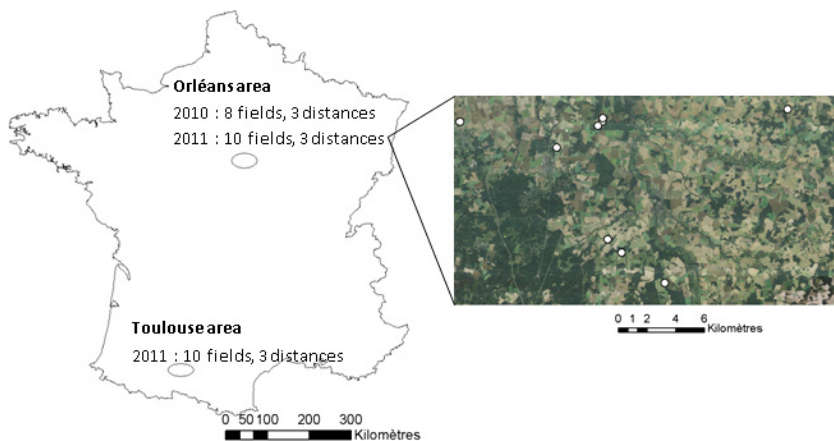 Orléans area
2010 : 8 fields, 3 distances
2011 : 10 fields, 3 distances
Toulouse area
2011 : 10 fields, 3 distances
0 1 2 4 6
Kilomètres
0 50 100 200 300
Kilomètres